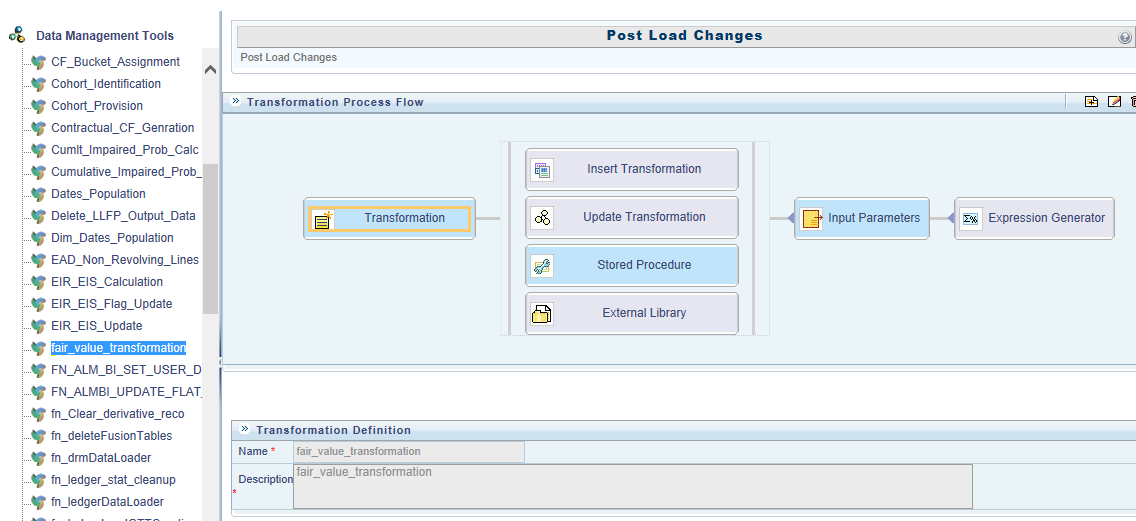 Data Management Tools
CF_Bucket_Assignment
Cohort_Identification
Cohort_Provision
Contractual_CF_Genration
Cumlt_Impaired_Prob_Calc
Cumulative_Impaired_Prob_
Dates_Population
Delete_LLFP_Output_Data
Dim_Dates_Population
EAD_Non_Revolving_Lines
EIR_EIS_Calculation
EIR_EIS_Flag_Update
EIR_EIS_Update
fair_value_transformation
FN_ALM_BI_SET_USER_D
FN_ALMBI_UPDATE_FLAT_
fn_Clear_derivative_reco
fn_deleteFusionTables
fn_drmDataLoader
fn_ledger_stat_cleanup
fn_ledgerDataLoader
Post Load Changes
Post Load Changes
Transformation Process Flow
Transformation
Insert Transformation
Update Transformation
Stored Procedure
External Library
Input Parameters
Expression Generator
Transformation Definition
Name * fair_value_transformation
Description * fair_value_transformation